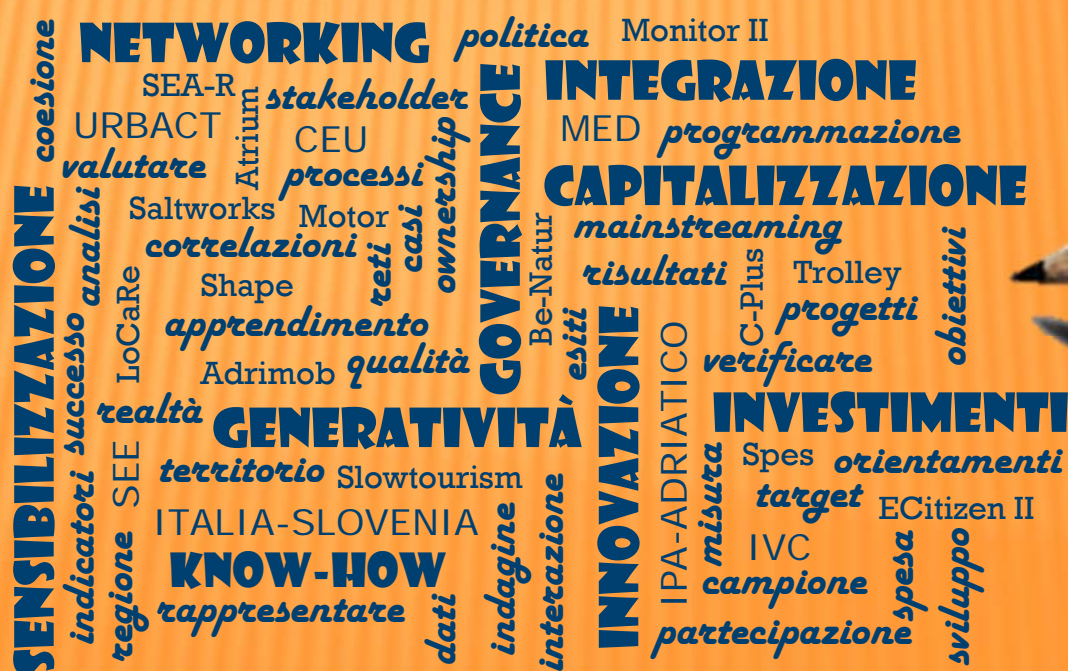 coesione
NETWORKING
politica
Monitor II
SEA-R
stakeholder
INTEGRAZIONE
URBACT
Atrium
CEU
MED
programmazione
valutare
processi
ownership
GOVERNANCE
CAPITALIZZAZIONE
Saltworks
Motor
casi
mainstreaming
correlazioni
reti
analisi
Be-Natur
risultati
C-Plus
Trolley
obiettivi
Shape
LoCaRe
progetti
apprendimento
esiti
verificare
SENSIBILIZZAZIONE
Adrimob
qualità
successo
realtà
GENERATIVITÀ
INNOVAZIONE
IPA-ADRIATICO
INVESTIMENTI
SEE
territorio
Slowtourism
misura
Spes
orientamenti
indicatori
target
ECitizen II
ITALIA-SLOVENIA
indagine
interazione
IVC
regione
KNOW-HOW
campione
spesa
sviluppo
rappresentare
dati
partecipazione